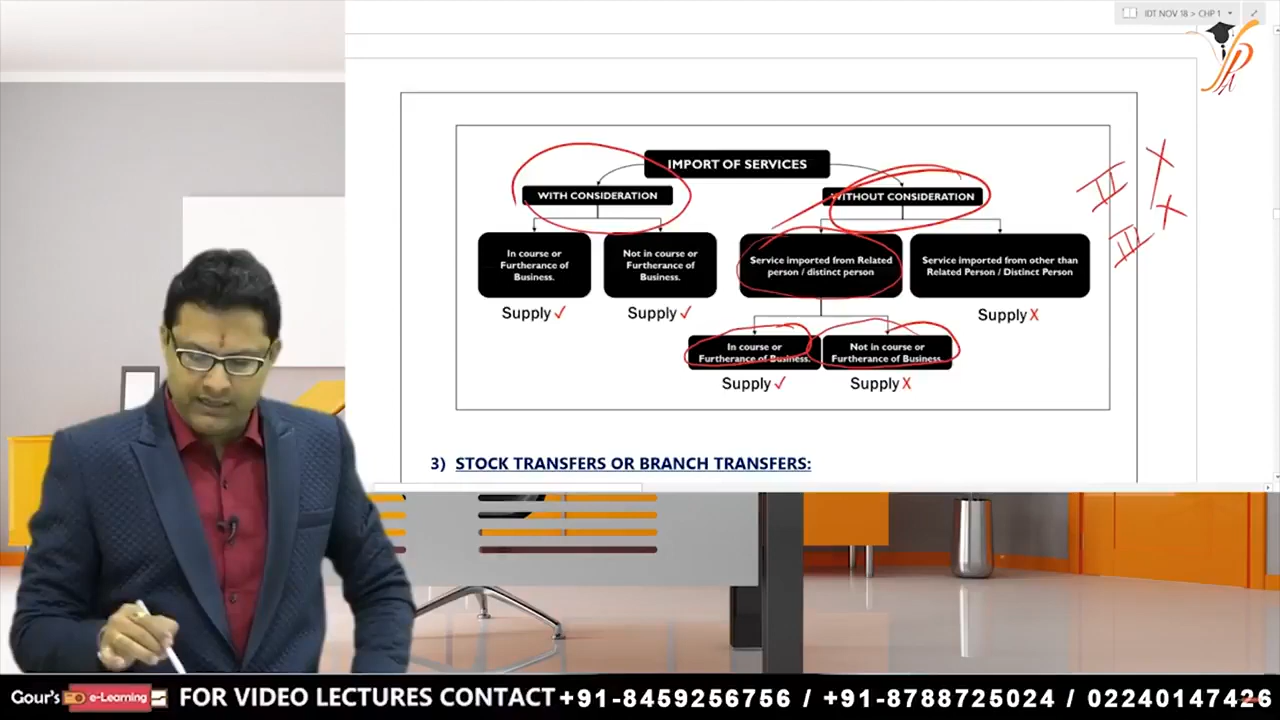 IDT NOV 18 > CHP 1
IMPORT OF SERVICES
WITH CONSIDERATION
WITHOUT CONSIDERATION
In course or
Furtherance of
Business.
Not in course or
Furtherance of
Business.
Service imported from Related
person / distinct person
Service imported from other than
Related Person / Distinct Person
Supply ✓
Supply ✓
Supply X
In course or
Furtherance of Business.
Not in course or
Furtherance of Business.
Supply ✓
Supply X
II X
III X
3) STOCK TRANSFERS OR BRANCH TRANSFERS:
Gour's e-Learning FOR VIDEO LECTURES CONTACT +91-8459256756 / +91-8788725024 / 02240147426